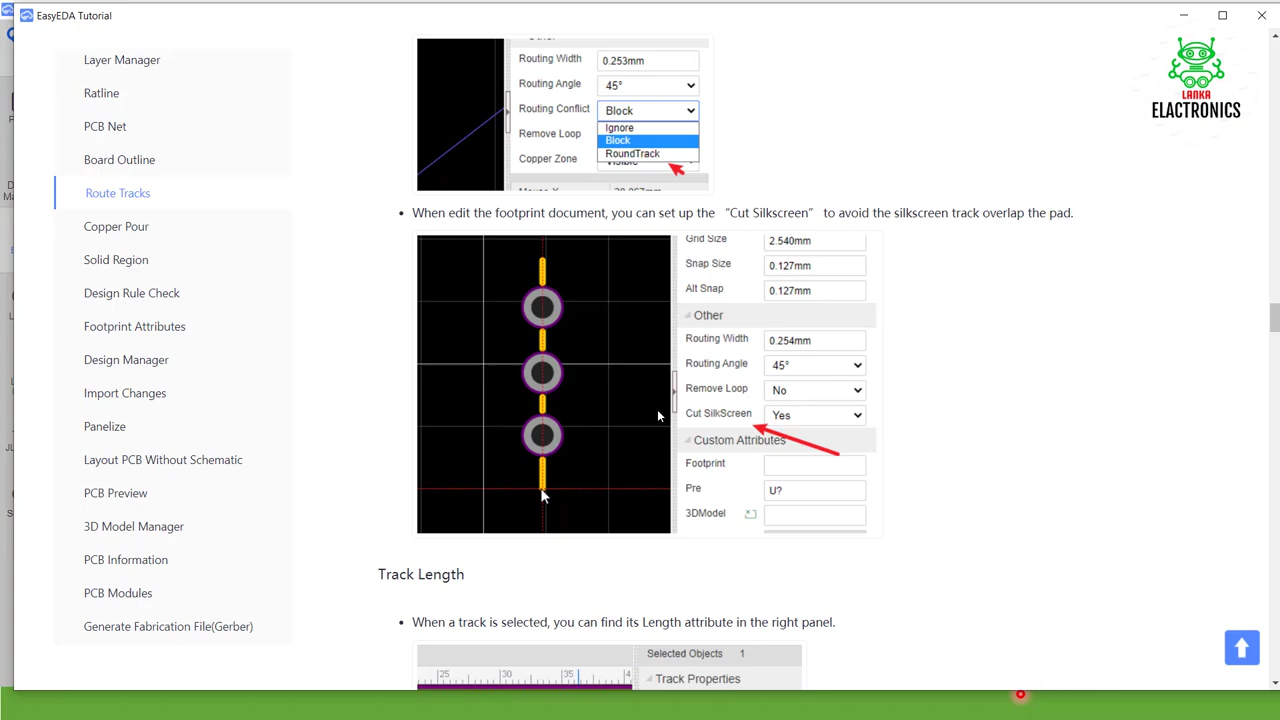 EasyEDA Tutorial
LANKA
ELACTRONICS
Layer Manager
Ratline
PCB Net
Board Outline
Route Tracks
Copper Pour
Solid Region
Design Rule Check
Footprint Attributes
Design Manager
Import Changes
Panelize
Layout PCB Without Schematic
PCB Preview
3D Model Manager
PCB Information
PCB Modules
Generate Fabrication File(Gerber)
Routing Width 0.253mm
Routing Angle 45°
Routing Conflict Block
Ignore
Remove Loop Block
RoundTrack
Copper Zone
When edit the footprint document, you can set up the “Cut Silkscreen” to avoid the silkscreen track overlap the pad.
Grid Size 2.540mm
Snap Size 0.127mm
Alt Snap 0.127mm
Other
Routing Width 0.254mm
Routing Angle 45°
Remove Loop No
Cut SilkScreen Yes
Custom Attributes
Footprint
Pre U?
3DModel
Track Length
When a track is selected, you can find its Length attribute in the right panel.
Selected Objects 1
25 30 35 4
Track Properties